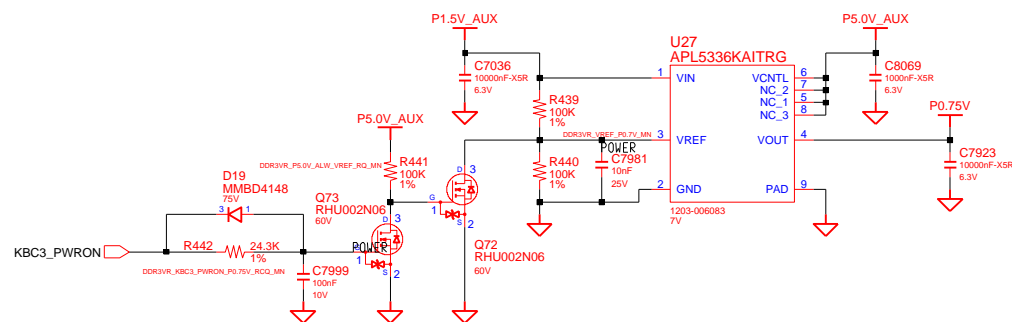 P1.5V_AUX
P5.0V_AUX
U27
APL5336KAITRG
C7036
10000nF-X5R
6.3V
1
VIN
VCNTL
6
NC_2
7
NC_1
5
NC_3
8
C8069
1000nF-X5R
6.3V
R439
100K
1%
P0.75V
P5.0V_AUX
DDR3VR_VREF_P0.7V_MN
3
VREF
VOUT
4
POWER
DDR3VR_P5.0V_ALW_VREF_RQ_MN
R441
100K
1%
R440
100K
1%
C7981
10nF
25V
C7923
10000nF-X5R
6.3V
D19
MMBD4148
75V
3
1
Q73
RHU002N06
60V
D
3
G
1
S
2
2
GND
PAD
9
1203-006083
7V
KBC3_PWRON
R442
24.3K
1%
DDR3VR_KBC3_PWRON_P0.75V_RCQ_MN
C7999
100nF
10V
POWER
D
3
1
S
2
Q72
RHU002N06
60V